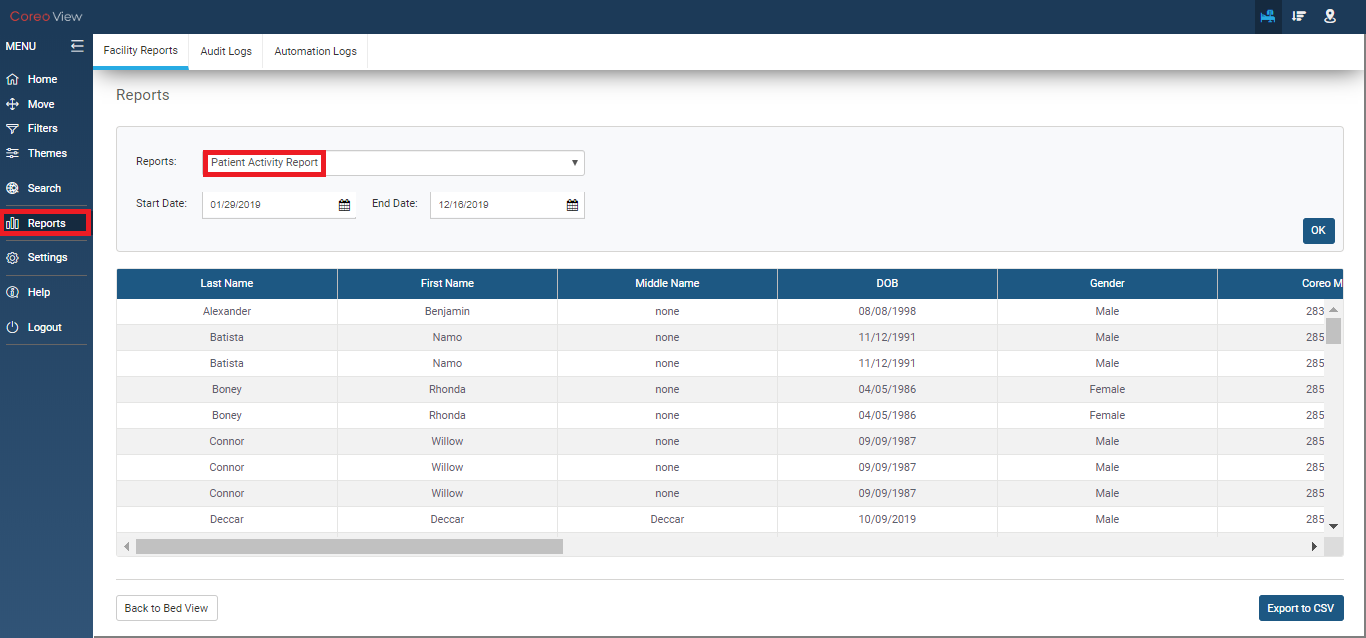 Coreo View
MENU
Home
Move
Filters
Themes
Search
Reports
Settings
Help
Logout
Facility Reports Audit Logs Automation Logs
Reports
Reports: Patient Activity Report
Start Date: 01/29/2019 End Date: 12/16/2019
OK
Last Name First Name Middle Name DOB Gender Coreo M
Alexander Benjamin none 08/08/1998 Male 283
Batista Namo none 11/12/1991 Male 285
Batista Namo none 11/12/1991 Male 285
Boney Rhonda none 04/05/1986 Female 285
Boney Rhonda none 04/05/1986 Female 285
Connor Willow none 09/09/1987 Male 285
Connor Willow none 09/09/1987 Male 285
Connor Willow none 09/09/1987 Male 285
Deccar Deccar Deccar 10/09/2019 Male 285
Back to Bed View
Export to CSV